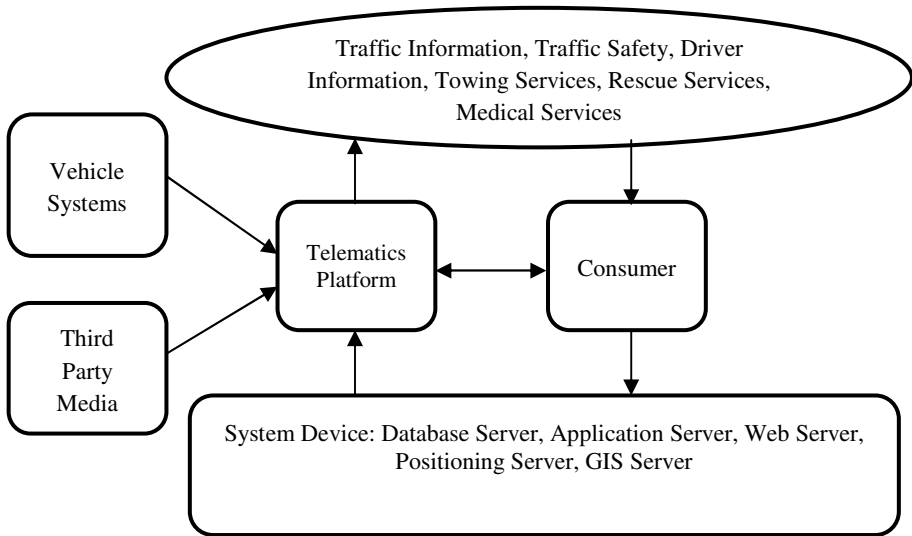 Traffic Information, Traffic Safety, Driver
Information, Towing Services, Rescue Services,
Medical Services
Vehicle
Systems
Telematics
Platform
Consumer
Third
Party
Media
System Device: Database Server, Application Server, Web Server,
Positioning Server, GIS Server